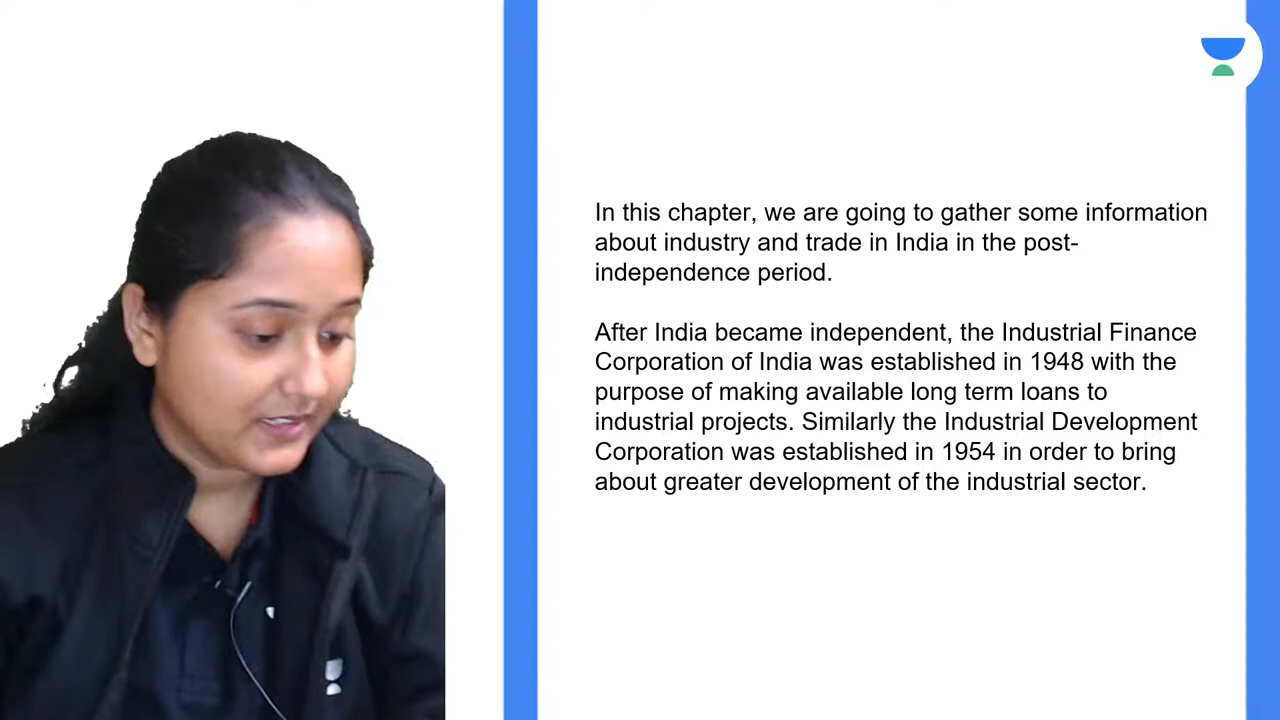 In this chapter, we are going to gather some information
about industry and trade in India in the post-
independence period.
After India became independent, the Industrial Finance
Corporation of India was established in 1948 with the
purpose of making available long term loans to
industrial projects. Similarly the Industrial Development
Corporation was established in 1954 in order to bring
about greater development of the industrial sector.